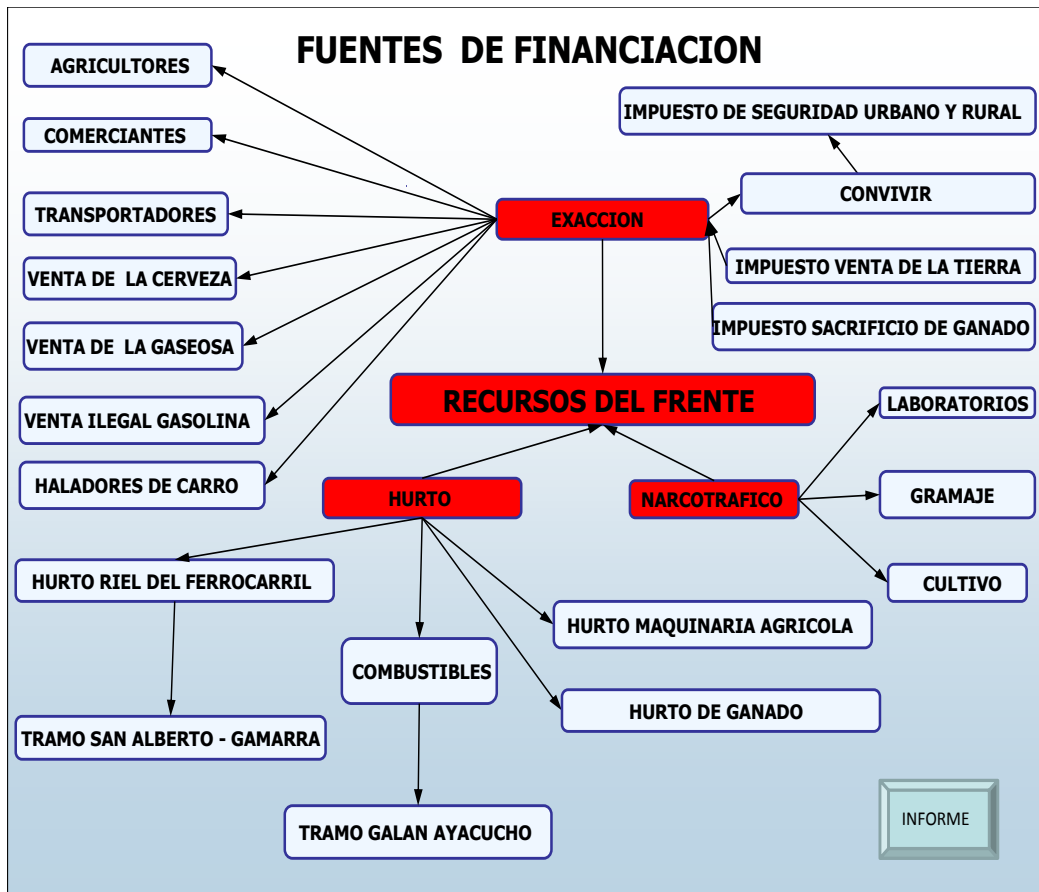 FUENTES DE FINANCIACION
AGRICULTORES
COMERCIANTES
TRANSPORTADORES
VENTA DE LA CERVEZA
VENTA DE LA GASEOSA
VENTA ILEGAL GASOLINA
HALADORES DE CARRO
EXACCION
IMPUESTO DE SEGURIDAD URBANO Y RURAL
CONVIVIR
IMPUESTO VENTA DE LA TIERRA
IMPUESTO SACRIFICIO DE GANADO
RECURSOS DEL FRENTE
HURTO
NARCOTRAFICO
LABORATORIOS
GRAMAJE
CULTIVO
HURTO RIEL DEL FERROCARRIL
TRAMO SAN ALBERTO - GAMARRA
COMBUSTIBLES
TRAMO GALAN AYACUCHO
HURTO MAQUINARIA AGRICOLA
HURTO DE GANADO
INFORME